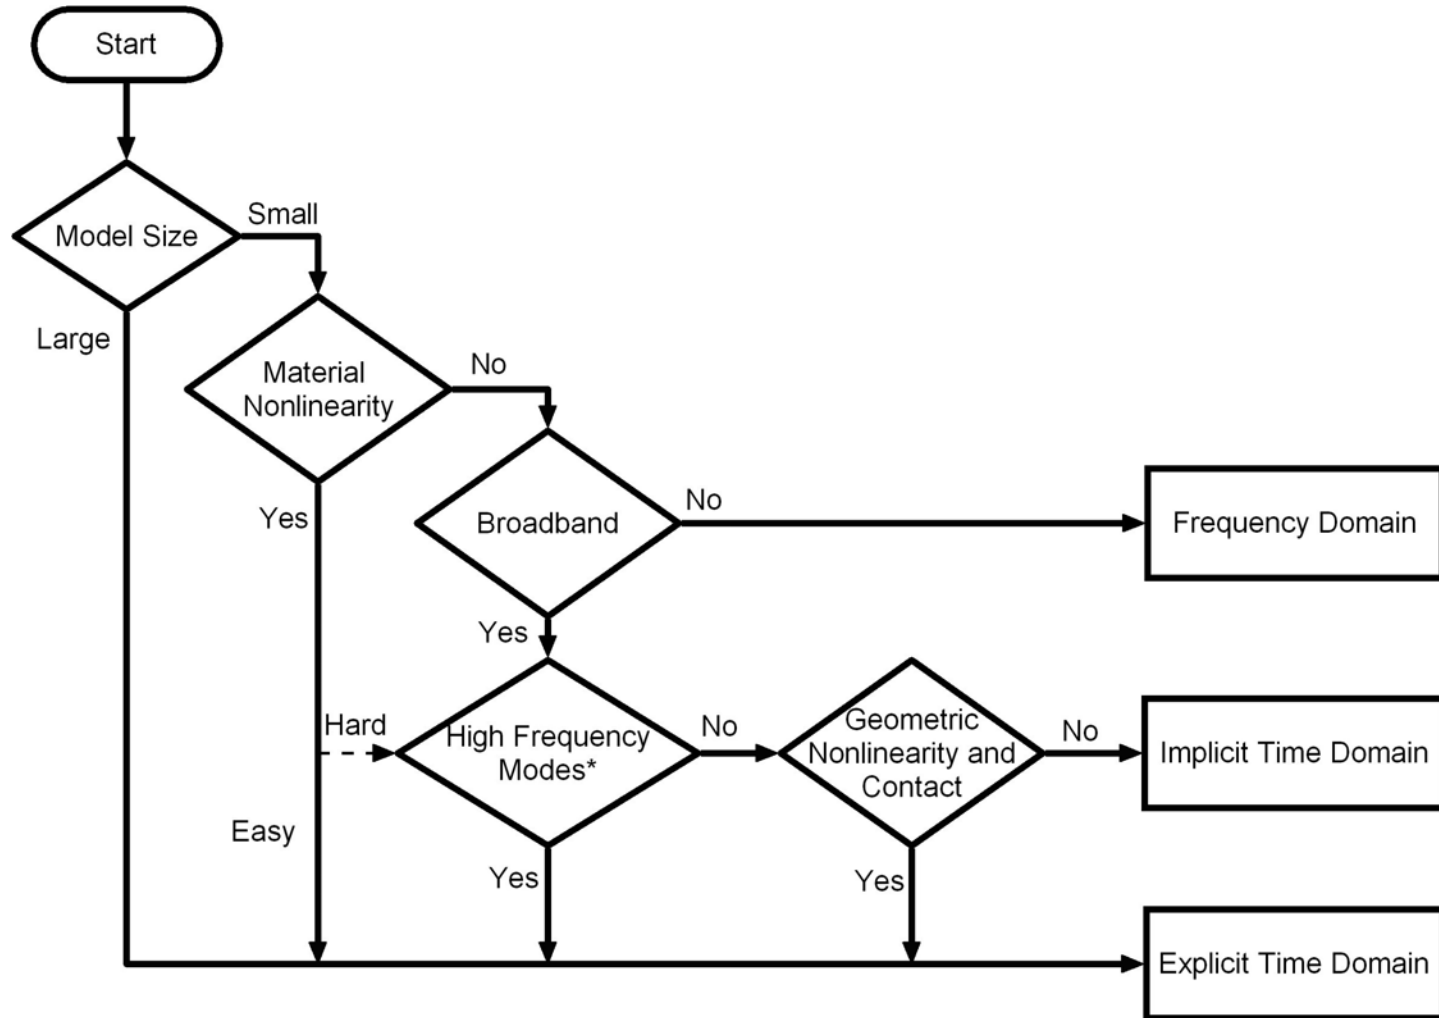 Start
Model Size
Small
Large
Material
Nonlinearity
No
Yes
Broadband
No
Frequency Domain
Yes
Hard
High Frequency
Modes*
No
Geometric
Nonlinearity and
Contact
No
Implicit Time Domain
Easy
Yes
Yes
Explicit Time Domain